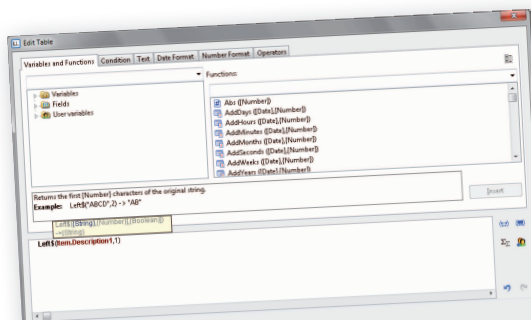 Edit Table
Variables and Functions Condition Text Date Format Number Format Operators
Functions:
Variables
Fields
User variables
Abs ([Number])
AddDays ([Date],[Number])
AddHours ([Date],[Number])
AddMinutes ([Date],[Number])
AddMonths ([Date],[Number])
AddSeconds ([Date],[Number])
AddWeeks ([Date],[Number])
AddYears ([Date],[Number])
Returns the first [Number] characters of the original string.
Example: Left$("ABCD",2) -> "AB"
Insert
Left$([String],[Number],[Boolean])
->[String]
Left$(Item.Description1,1)